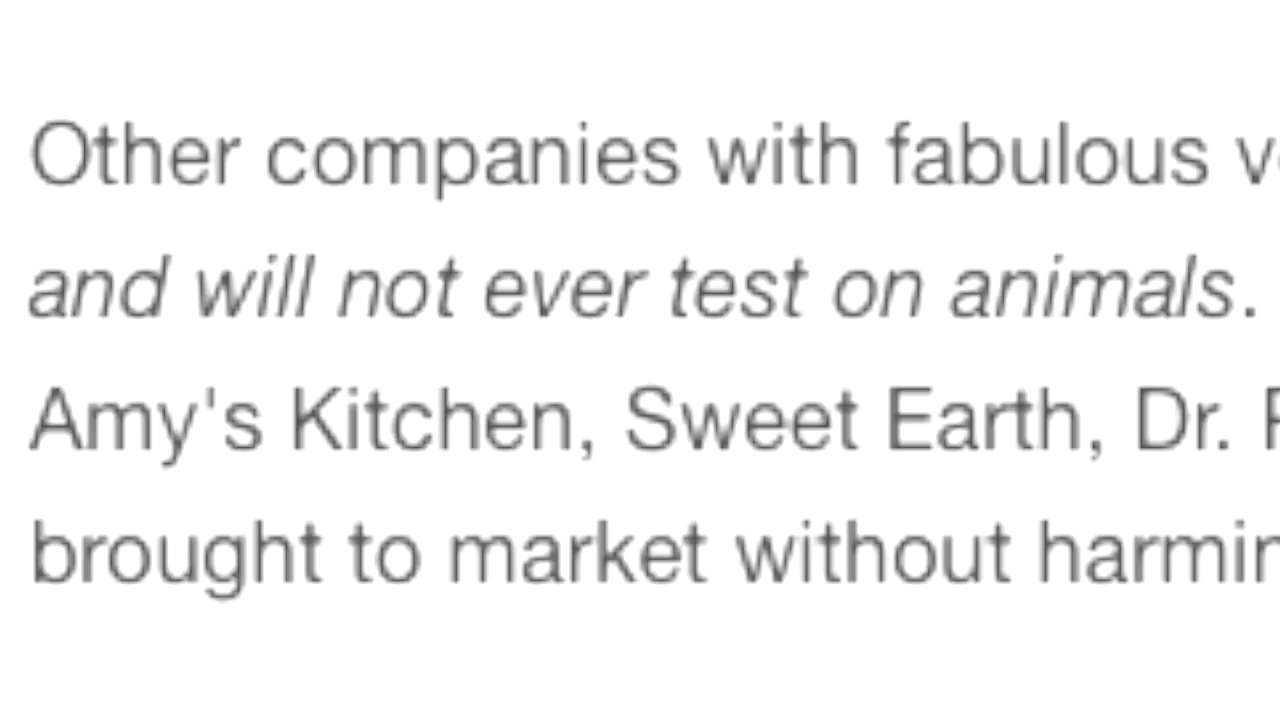 Other companies with fabulous
and will not ever test on animals.
Amy's Kitchen, Sweet Earth, Dr.
brought to market without